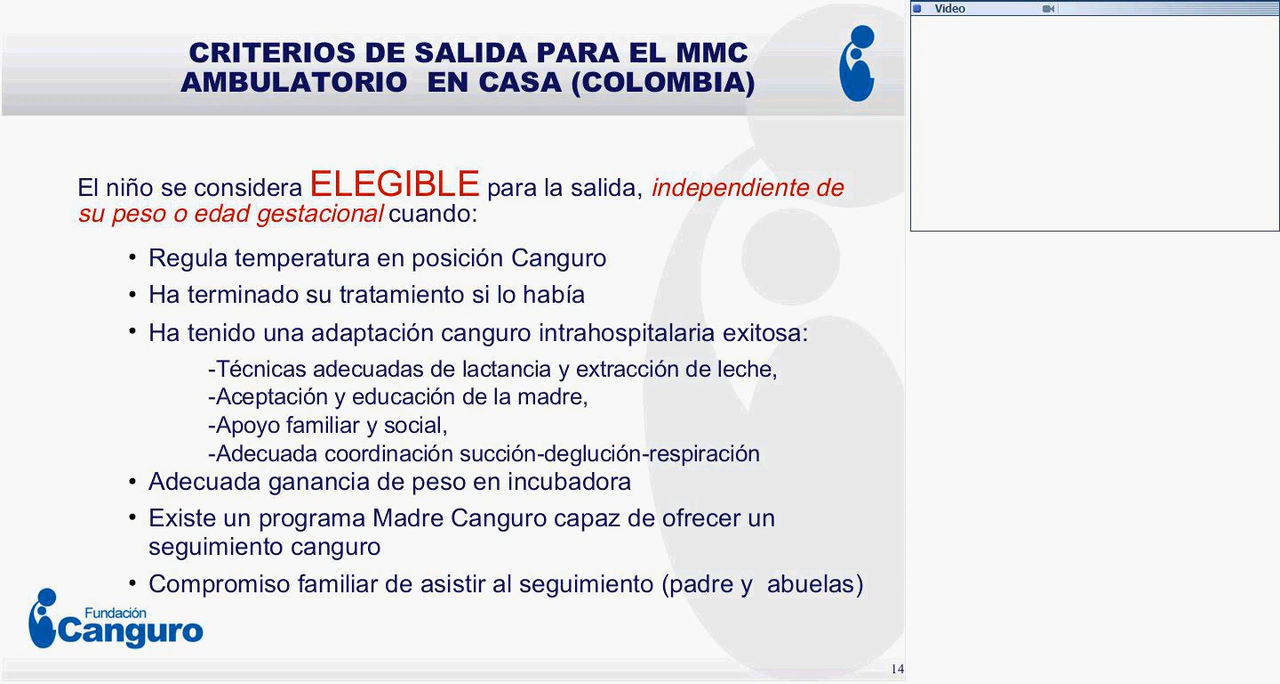 CRITERIOS DE SALIDA PARA EL MMC
AMBULATORIO EN CASA (COLOMBIA)
El niño se considera ELEGIBLE para la salida, independiente de
su peso o edad gestacional cuando:
• Regula temperatura en posición Canguro
• Ha terminado su tratamiento si lo había
• Ha tenido una adaptación canguro intrahospitalaria exitosa:
-Técnicas adecuadas de lactancia y extracción de leche,
-Aceptación y educación de la madre,
-Apoyo familiar y social,
-Adecuada coordinación succión-deglución-respiración
• Adecuada ganancia de peso en incubadora
• Existe un programa Madre Canguro capaz de ofrecer un
seguimiento canguro
• Compromiso familiar de asistir al seguimiento (padre y abuelas)
Fundación
Canguro
14
Video